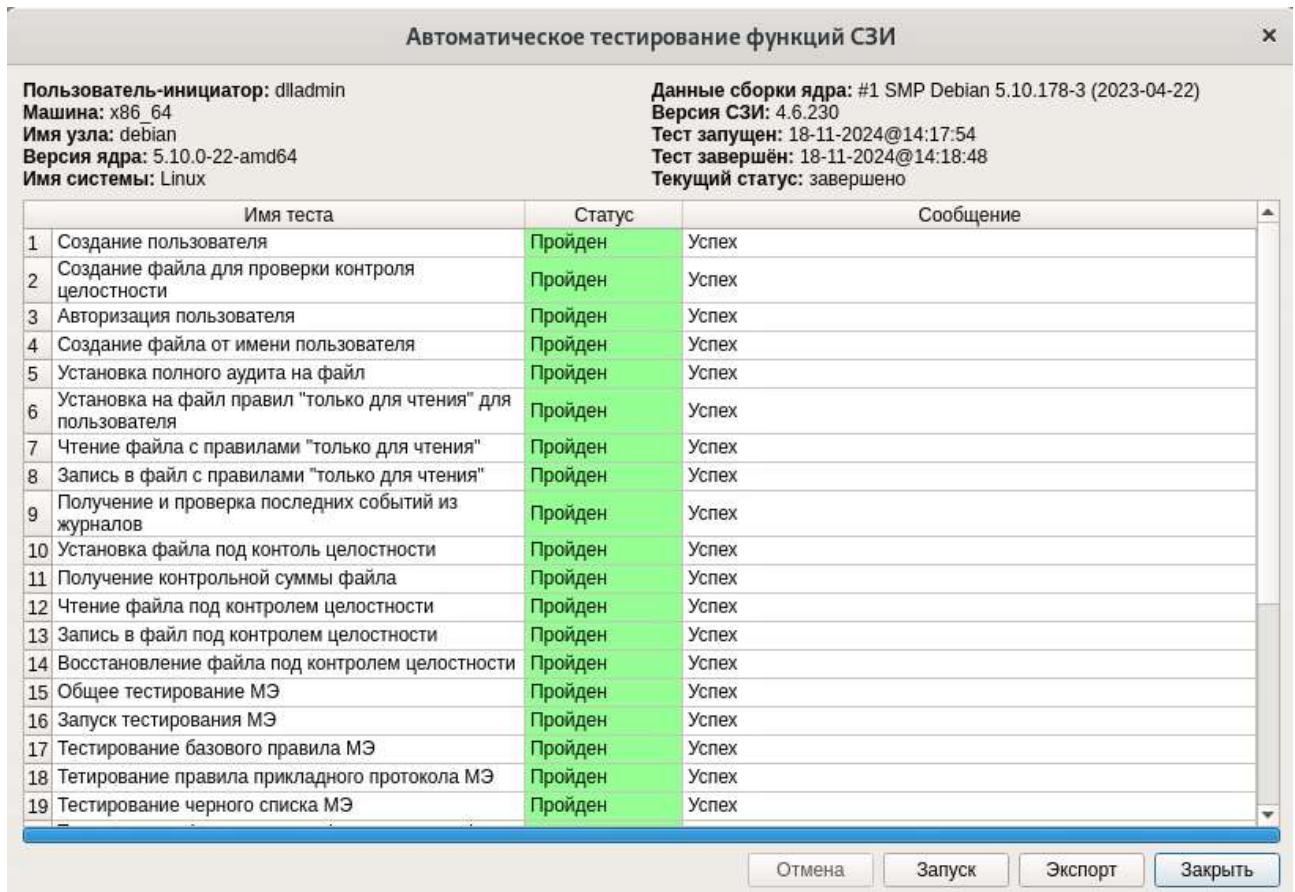 Автоматическое тестирование функций СЗИ
Пользователь-инициатор: dlladmin
Машина: x86_64
Имя узла: debian
Версия ядра: 5.10.0-22-amd64
Имя системы: Linux
Данные сборки ядра: #1 SMP Debian 5.10.178-3 (2023-04-22)
Версия СЗИ: 4.6.230
Тест запущен: 18-11-2024@14:17:54
Тест завершён: 18-11-2024@14:18:48
Текущий статус: завершено
Имя теста Статус Сообщение
1 Создание пользователя Пройден Успех
2 Создание файла для проверки контроля
целостности Пройден Успех
3 Авторизация пользователя Пройден Успех
4 Создание файла от имени пользователя Пройден Успех
5 Установка полного аудита на файл Пройден Успех
6 Установка на файл правил "только для чтения" для
пользователя Пройден Успех
7 Чтение файла с правилами "только для чтения" Пройден Успех
8 Запись в файл с правилами "только для чтения" Пройден Успех
9 Получение и проверка последних событий из
журналов Пройден Успех
10 Установка файла под контоль целостности Пройден Успех
11 Получение контрольной суммы файла Пройден Успех
12 Чтение файла под контролем целостности Пройден Успех
13 Запись в файл под контролем целостности Пройден Успех
14 Восстановление файла под контролем целостности Пройден Успех
15 Общее тестирование МЭ Пройден Успех
16 Запуск тестирования МЭ Пройден Успех
17 Тестирование базового правила МЭ Пройден Успех
18 Тетирование правила прикладного протокола МЭ Пройден Успех
19 Тестирование черного списка МЭ Пройден Успех
Отмена Запуск Экспорт Закрыть